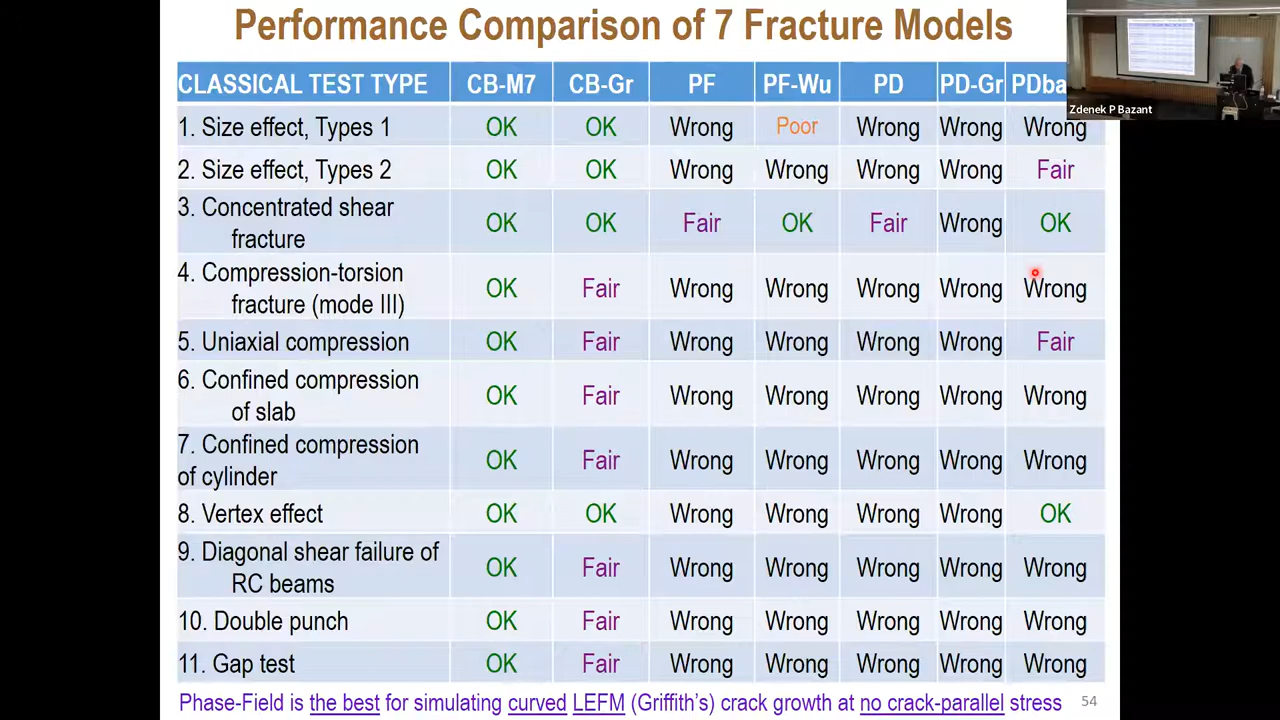 Performance Comparison of 7 Fracture Models
CLASSICAL TEST TYPE CB-M7 CB-Gr PF PF-Wu PD PD-Gr
Zdenek P Bazant
1. Size effect, Types 1 OK OK Wrong Poor Wrong Wrong Wrong
2. Size effect, Types 2 OK OK Wrong Wrong Wrong Wrong Fair
3. Concentrated shear
fracture OK OK Fair OK Fair Wrong OK
4. Compression-torsion
fracture (mode III) OK Fair Wrong Wrong Wrong Wrong Wrong
5. Uniaxial compression OK Fair Wrong Wrong Wrong Wrong Fair
6. Confined compression
of slab OK Fair Wrong Wrong Wrong Wrong Wrong
7. Confined compression
of cylinder OK Fair Wrong Wrong Wrong Wrong Wrong
8. Vertex effect OK OK Wrong Wrong Wrong Wrong OK
9. Diagonal shear failure of
RC beams OK Fair Wrong Wrong Wrong Wrong Wrong
10. Double punch OK Fair Wrong Wrong Wrong Wrong Wrong
11. Gap test OK Fair Wrong Wrong Wrong Wrong Wrong
Phase-Field is the best for simulating curved LEFM (Griffith's) crack growth at no crack-parallel stress 54